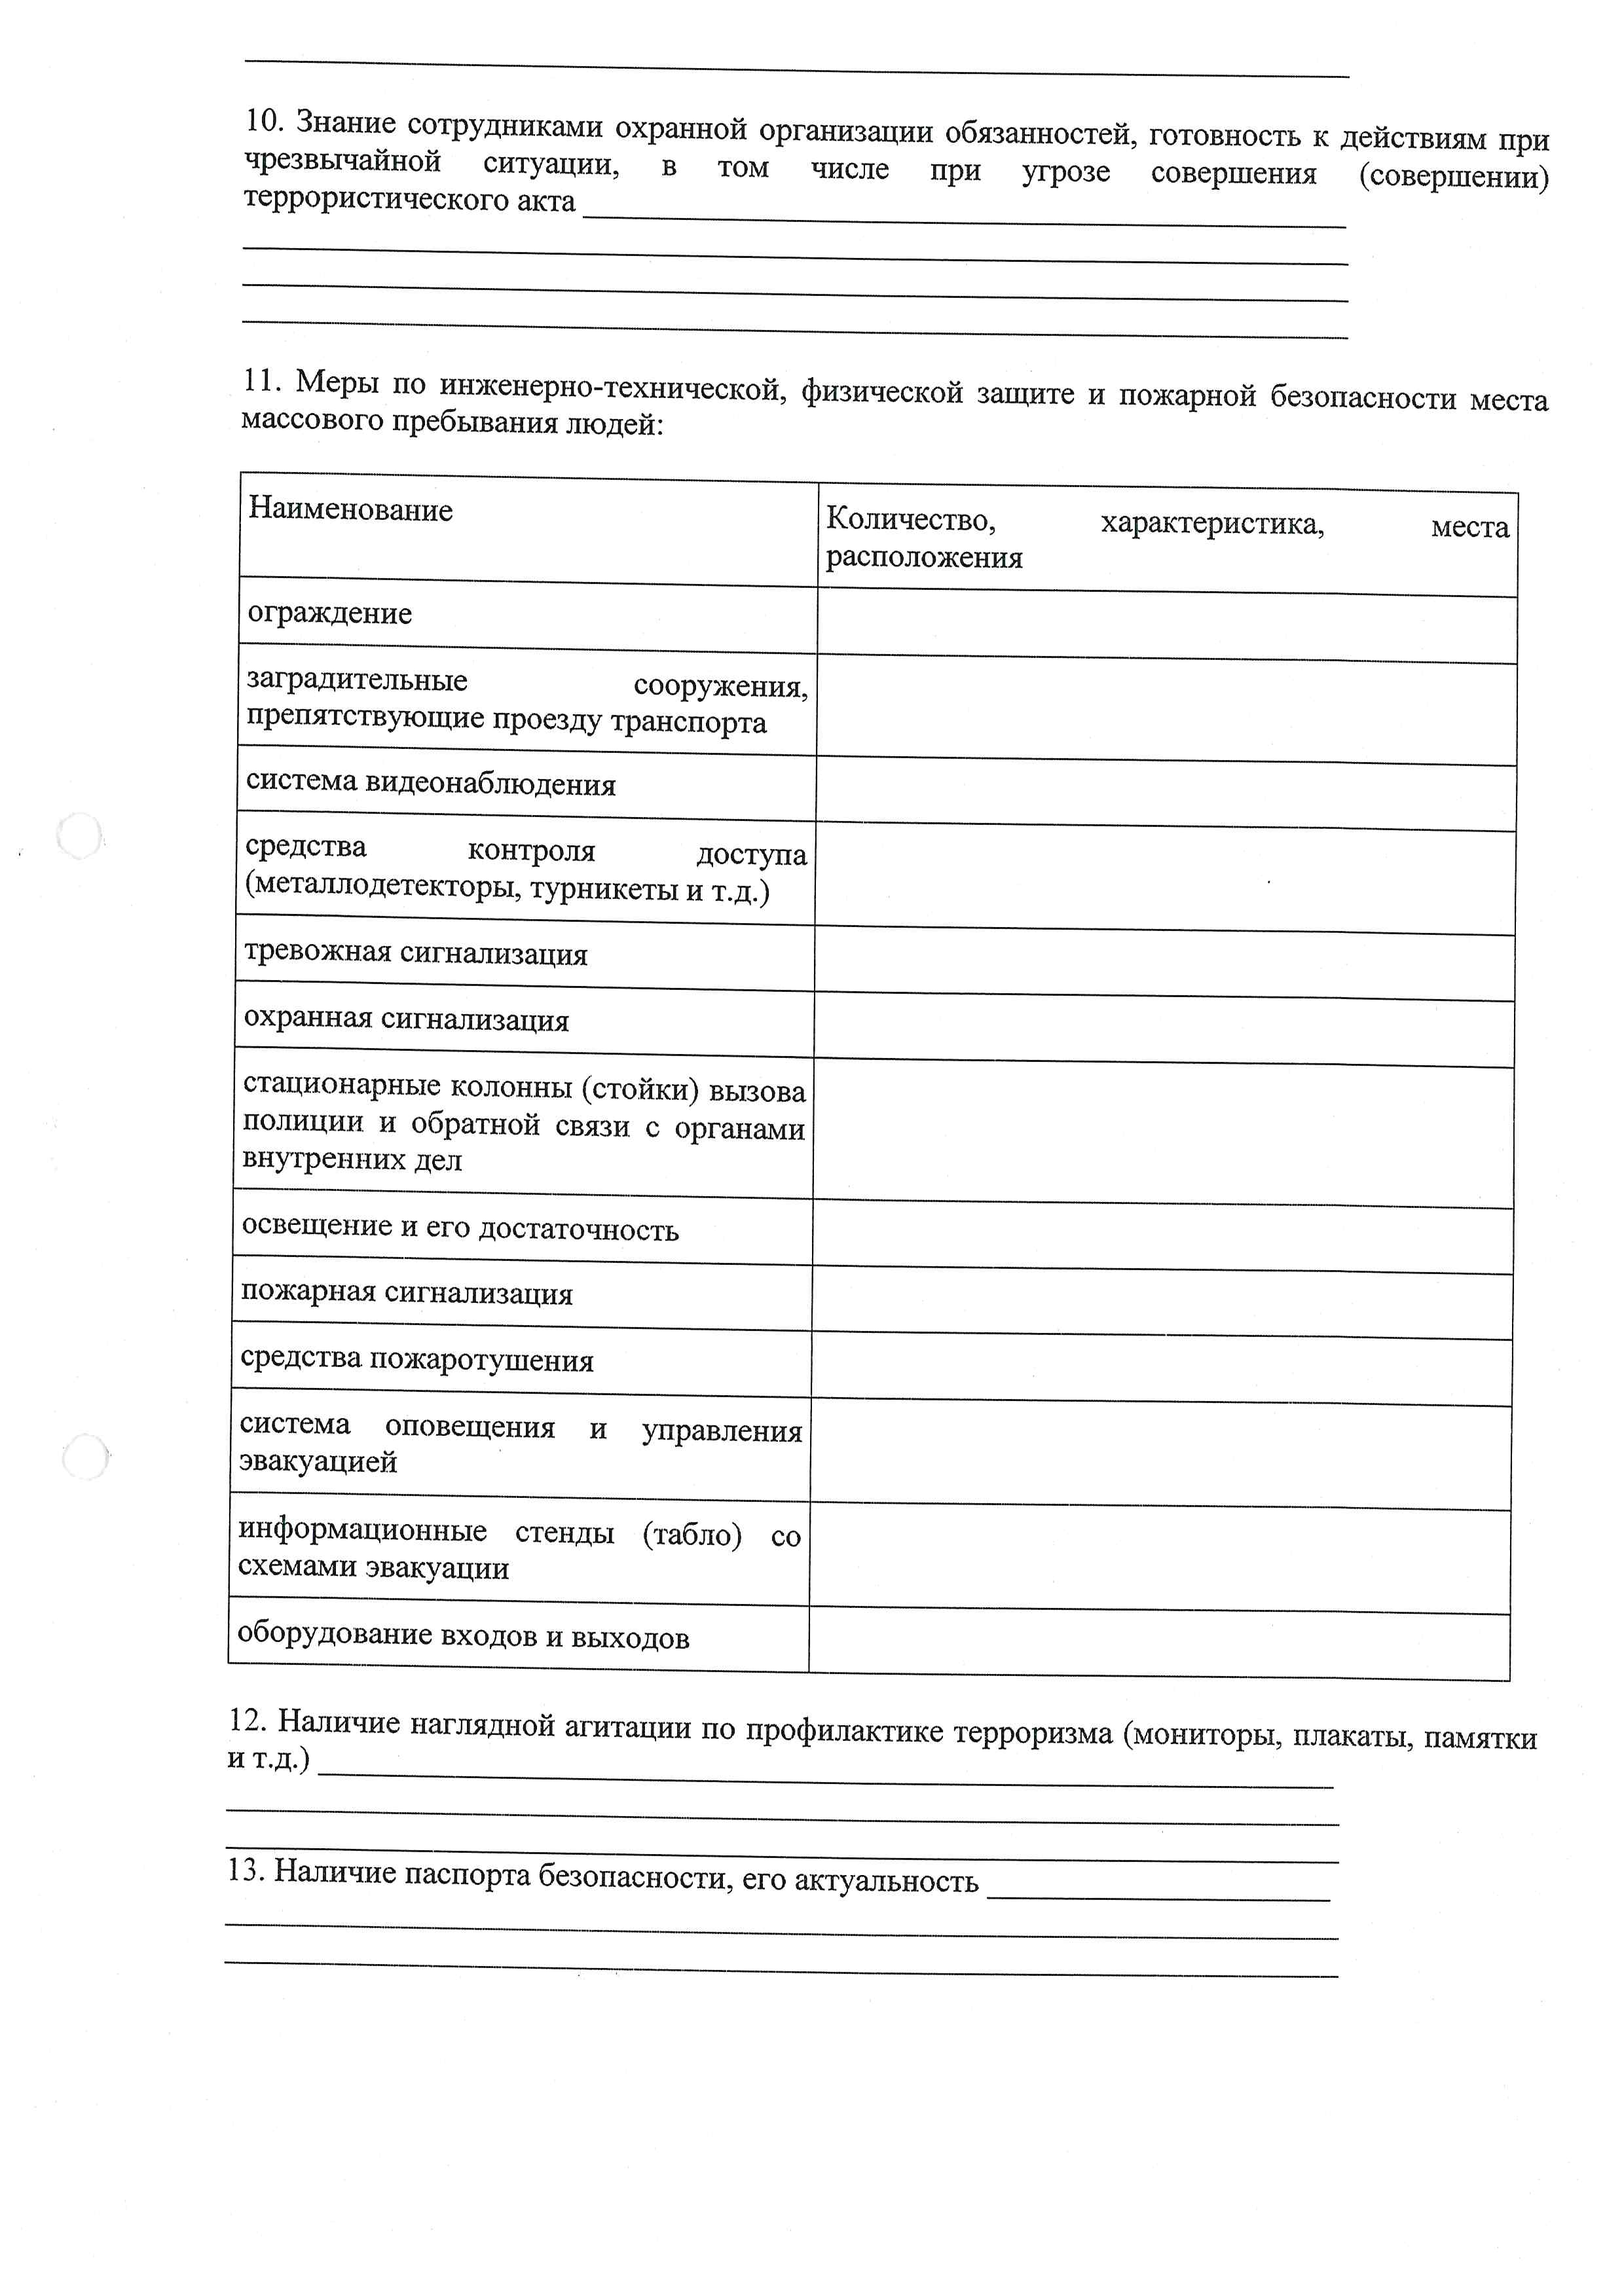 10. Знание сотрудниками охранной организации обязанностей, готовность к действиям при
чрезвычайной ситуации, в том числе при угрозе совершения (совершении)
террористического акта
11. Меры по инженерно-технической, физической защите и пожарной безопасности места
массового пребывания людей:
Наименование
Количество, характеристика, места
расположения
ограждение
заградительные сооружения,
препятствующие проезду транспорта
система видеонаблюдения
средства контроля доступа
(металлодетекторы, турникеты и т.д.)
тревожная сигнализация
охранная сигнализация
стационарные колонны (стойки) вызова
полиции и обратной связи с органами
внутренних дел
освещение и его достаточность
пожарная сигнализация
средства пожаротушения
система оповещения и управления
эвакуацией
информационные стенды (табло) со
схемами эвакуации
оборудование входов и выходов
12. Наличие наглядной агитации по профилактике терроризма (мониторы, плакаты, памятки
и т.д.)
13. Наличие паспорта безопасности, его актуальность